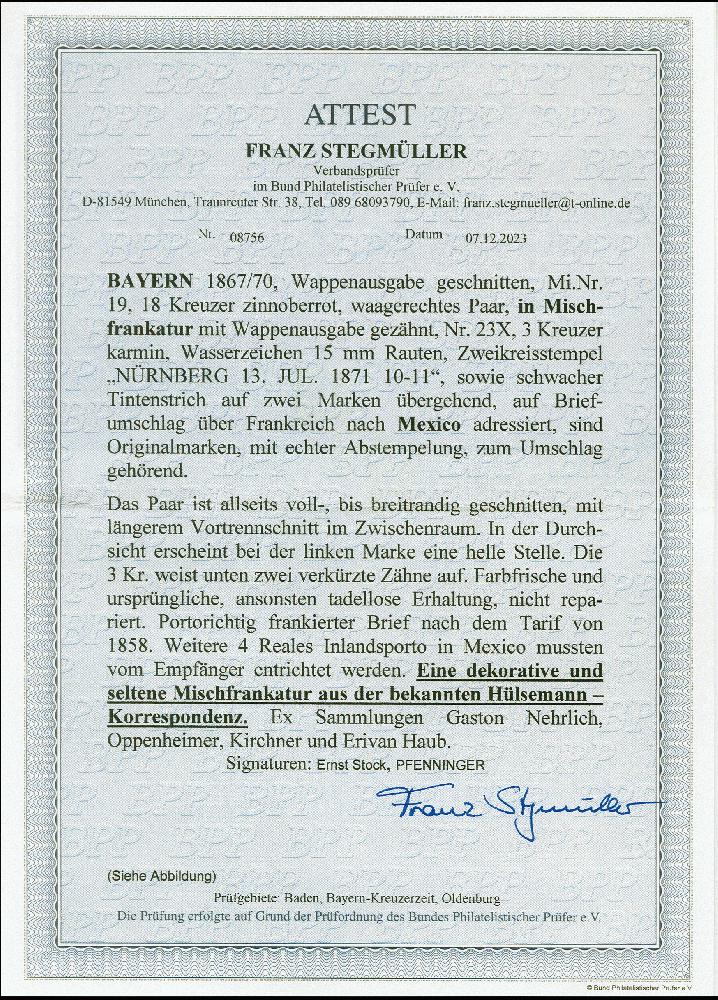 ATTEST
FRANZ STEGMÜLLER
Verbandsprüfer
im Bund Philatelistischer Prüfer e. V.
D-81549 München, Traunreuter Str. 38, Tel. 089 68093790, E-Mail: franz.stegmueller@t-online.de
Nr. 08756 Datum 07.12.2023
BAYERN 1867/70, Wappenausgabe geschnitten, Mi.Nr.
19, 18 Kreuzer zinnoberrot, waagerechtes Paar, in Misch-
frankatur mit Wappenausgabe gezähnt, Nr. 23X, 3 Kreuzer
karmin, Wasserzeichen 15 mm Rauten, Zweikreisstempel
„NÜRNBERG 13. JUL. 1871 10-11“, sowie schwacher
Tintenstrich auf zwei Marken übergehend, auf Brief-
umschlag über Frankreich nach Mexico adressiert, sind
Originalmarken, mit echter Abstempelung, zum Umschlag
gehörend.
Das Paar ist allseits voll-, bis breitrandig geschnitten, mit
längerem Vortrennschnitt im Zwischenraum. In der Durch-
sicht erscheint bei der linken Marke eine helle Stelle. Die
3 Kr. weist unten zwei verkürzte Zähne auf. Farbfrische und
ursprüngliche, ansonsten tadellose Erhaltung, nicht repa-
riert. Portorichtig frankierter Brief nach dem Tarif von
1858. Weitere 4 Reales Inlandsporto in Mexico mussten
vom Empfänger entrichtet werden. Eine dekorative und
seltene Mischfrankatur aus der bekannten Hülsemann –
Korrespondenz. Ex Sammlungen Gaston Nehrlich,
Oppenheimer, Kirchner und Erivan Haub.
Signaturen: Ernst Stock, PFENNINGER
Franz Stegmüller
(Siehe Abbildung)
Prüfgebiete: Baden, Bayern-Kreuzerzeit, Oldenburg
Die Prüfung erfolgte auf Grund der Prüfordnung des Bundes Philatelistischer Prüfer e.V.
© Bund Philatelistischer Prüfer e.V.